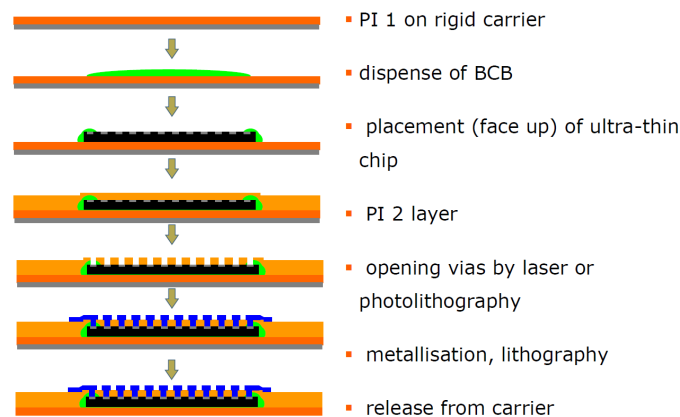 PI 1 on rigid carrier
dispense of BCB
placement (face up) of ultra-thin
chip
PI 2 layer
opening vias by laser or
photolithography
metallisation, lithography
release from carrier